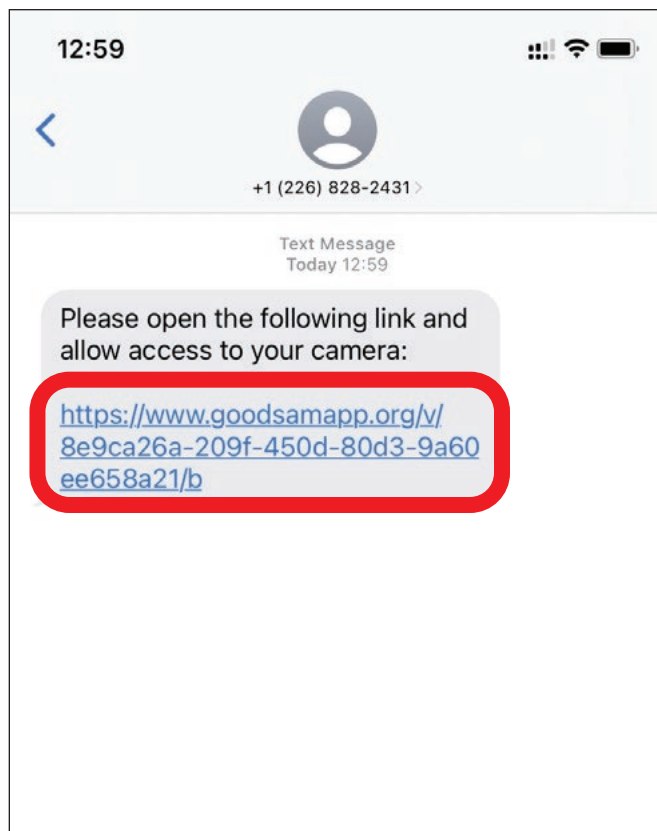 12:59
+1 (226) 828-2431 >
Text Message
Today 12:59
Please open the following link and
allow access to your camera:
https://www.goodsamapp.org/v/
8e9ca26a-209f-450d-80d3-9a60
ee658a21/b